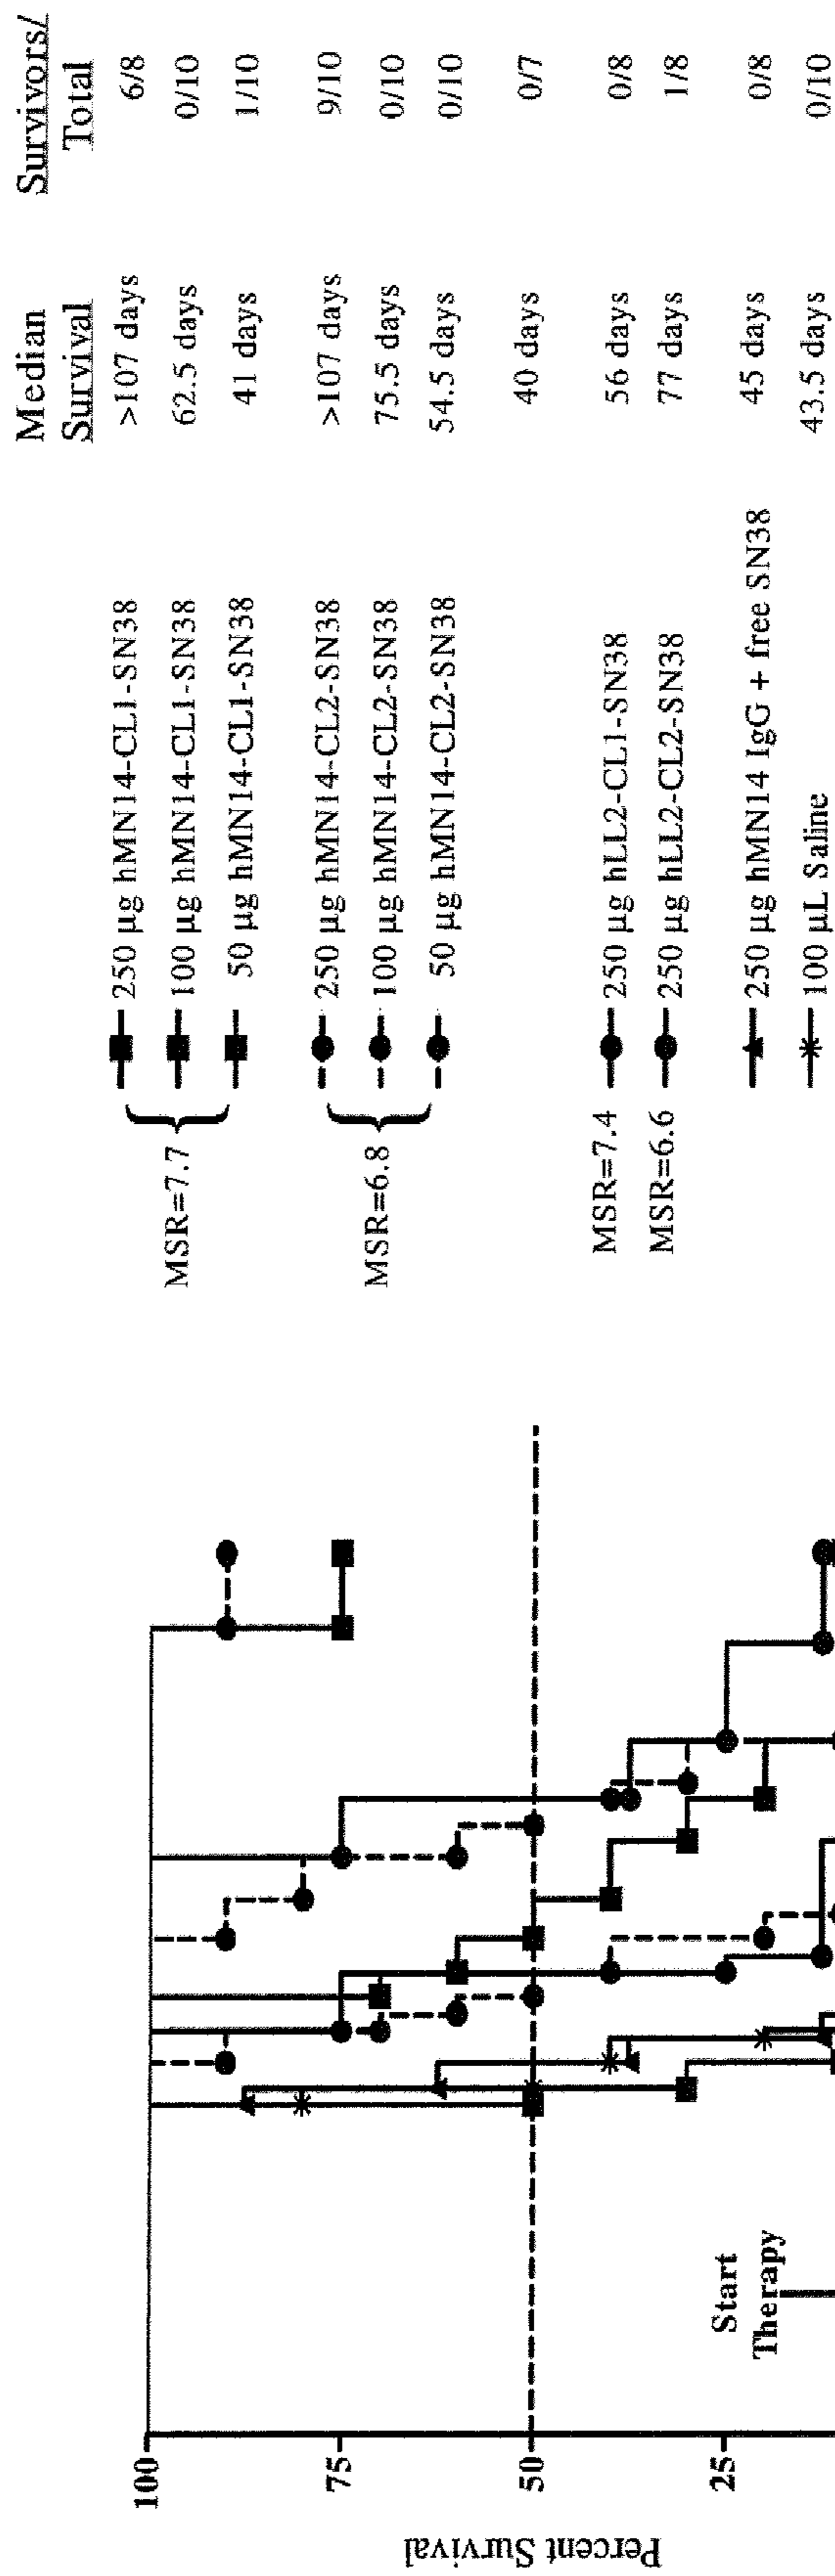 Median Survivors/
Survival Total
MSR=7.7
250 µg hMN14-CL1-SN38 >107 days 6/8
100 µg hMN14-CL1-SN38 62.5 days 0/10
50 µg hMN14-CL1-SN38 41 days 1/10
MSR=6.8
250 µg hMN14-CL2-SN38 >107 days 9/10
100 µg hMN14-CL2-SN38 75.5 days 0/10
50 µg hMN14-CL2-SN38 54.5 days 0/10
40 days 0/7
MSR=7.4 250 µg hLL2-CL1-SN38 56 days 0/8
MSR=6.6 250 µg hLL2-CL2-SN38 77 days 1/8
250 µg hMN14 IgG + free SN38 45 days 0/8
100 µL Saline 43.5 days 0/10
Percent Survival
100
75
50
25
Start
Therapy